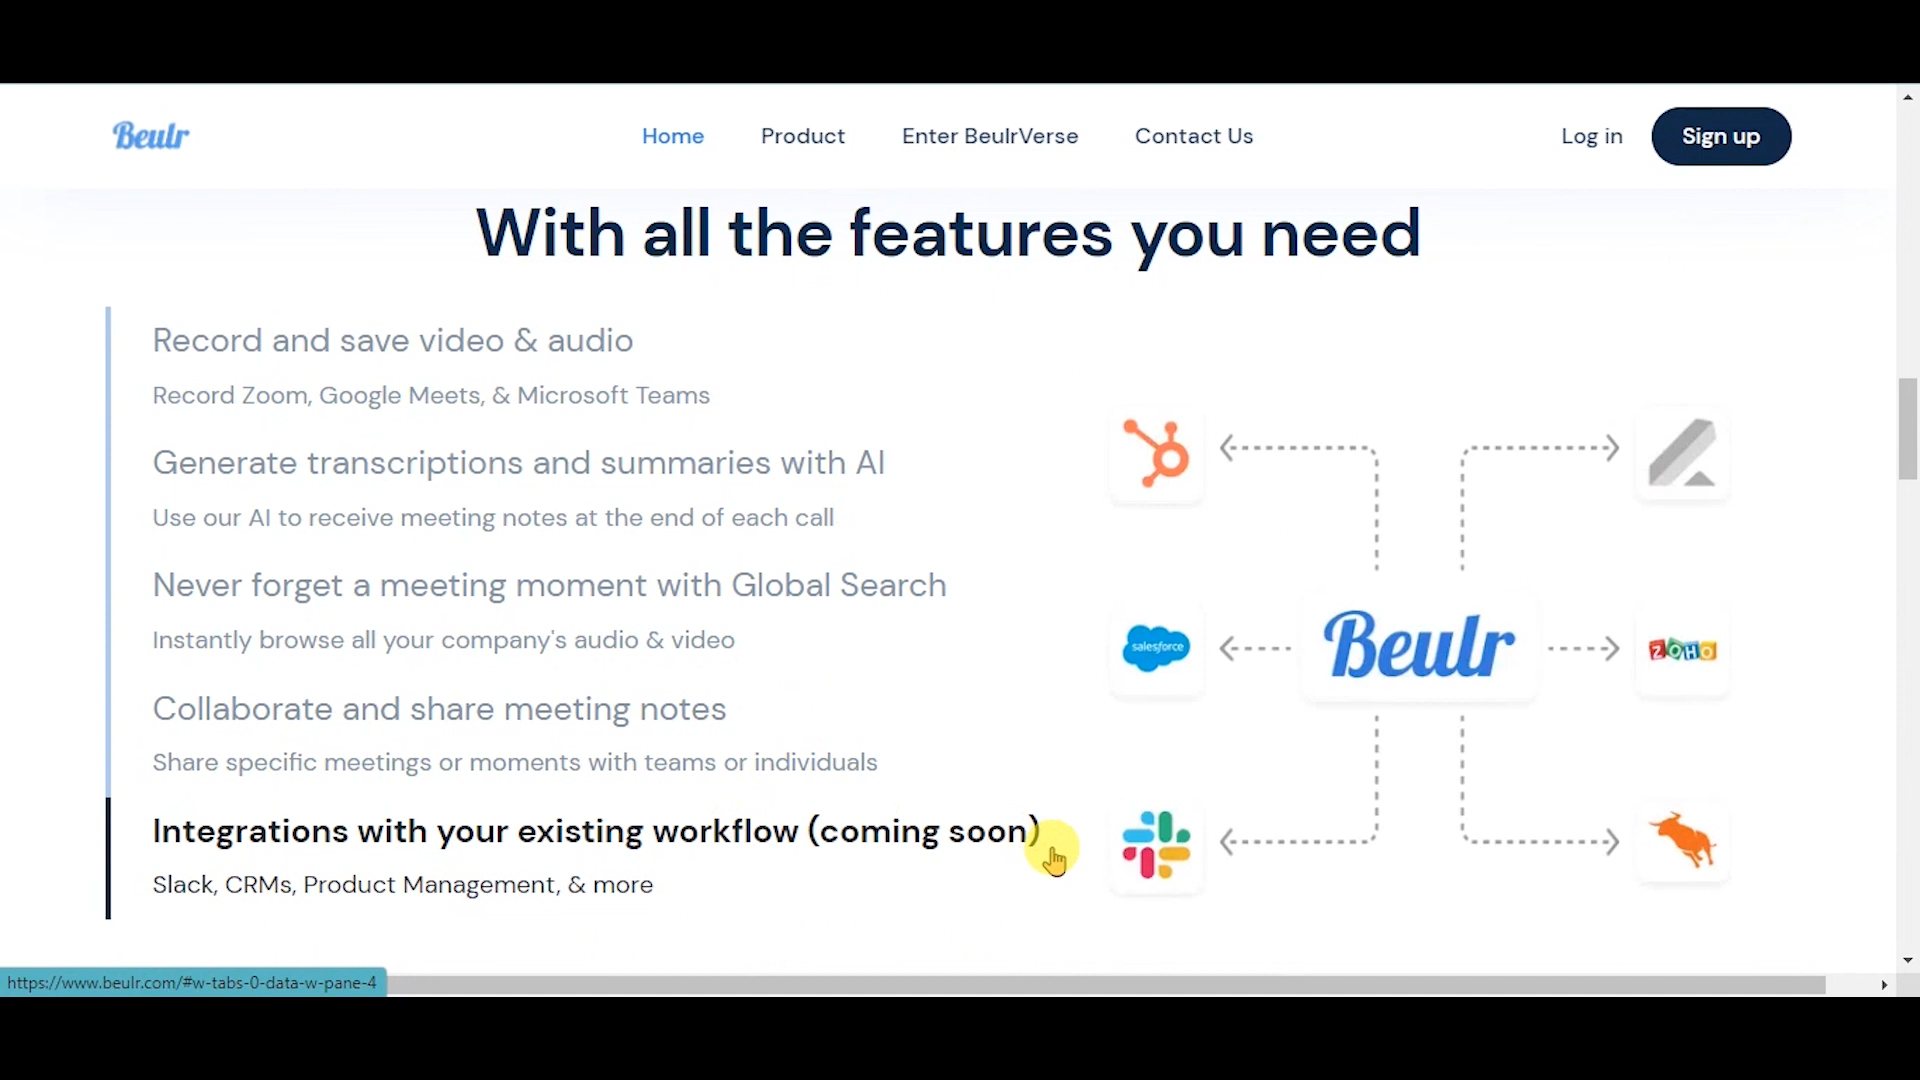 Beulr
Home
Product
Enter BeulrVerse
Contact Us
Log in
Sign up
With all the features you need
Record and save video & audio
Record Zoom, Google Meets, & Microsoft Teams
Generate transcriptions and summaries with AI
Use our AI to receive meeting notes at the end of each call
Never forget a meeting moment with Global Search
Instantly browse all your company's audio & video
Collaborate and share meeting notes
Share specific meetings or moments with teams or individuals
Integrations with your existing workflow (coming soon)
Slack, CRMs, Product Management, & more
salesforce
Beulr
ZOHO
https://www.beulr.com/#w-tabs-0-data-w-pane-4